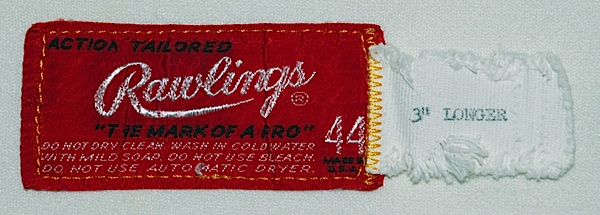 ACTION TAILORED
Rawlings®
"THE MARK OF A PRO" 44
DO NOT DRY CLEAN. WASH IN COLD WATER
WITH MILD SOAP. DO NOT USE BLEACH.
DO NOT USE AUTOMATIC DRYER.
MADE IN
U.S.A.
3" LONGER